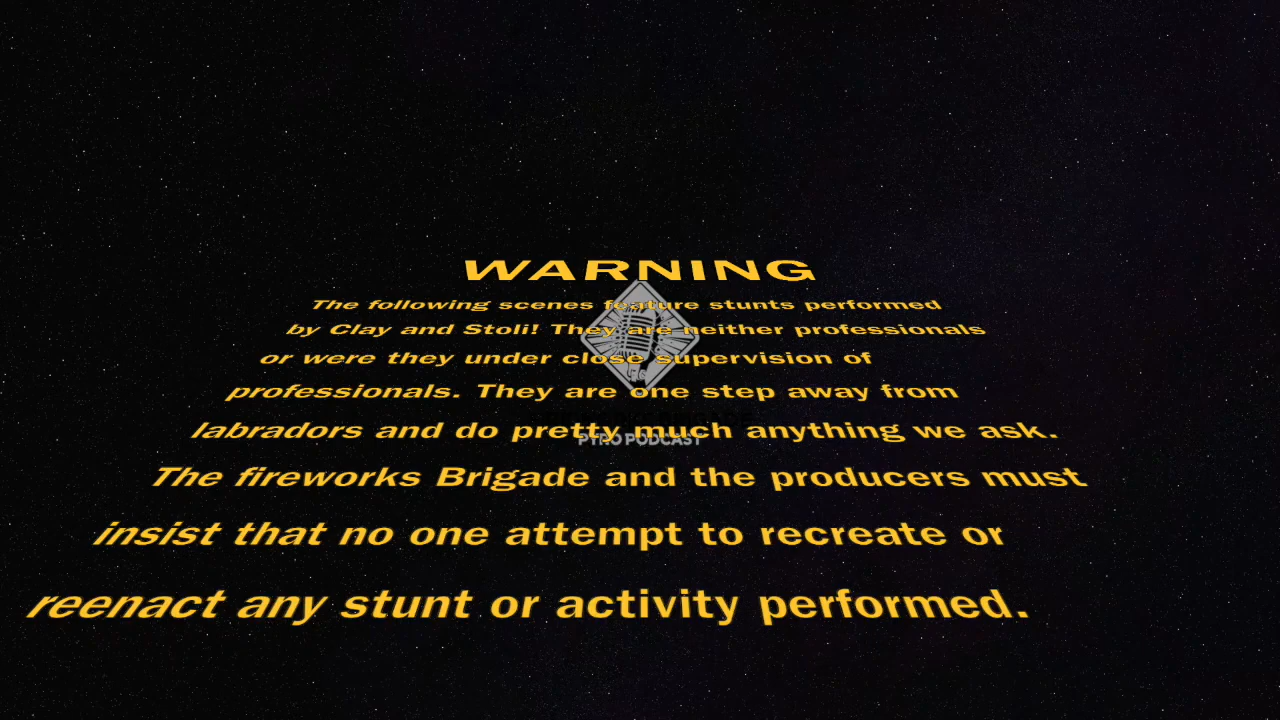 WARNING
The following scenes feature stunts performed
by Clay and Stoli! They are neither professionals
or were they under close supervision of
professionals. They are one step away from
labradors and do pretty much anything we ask.
PYRO PODCAST
The fireworks Brigade and the producers must
insist that no one attempt to recreate or
reenact any stunt or activity performed.